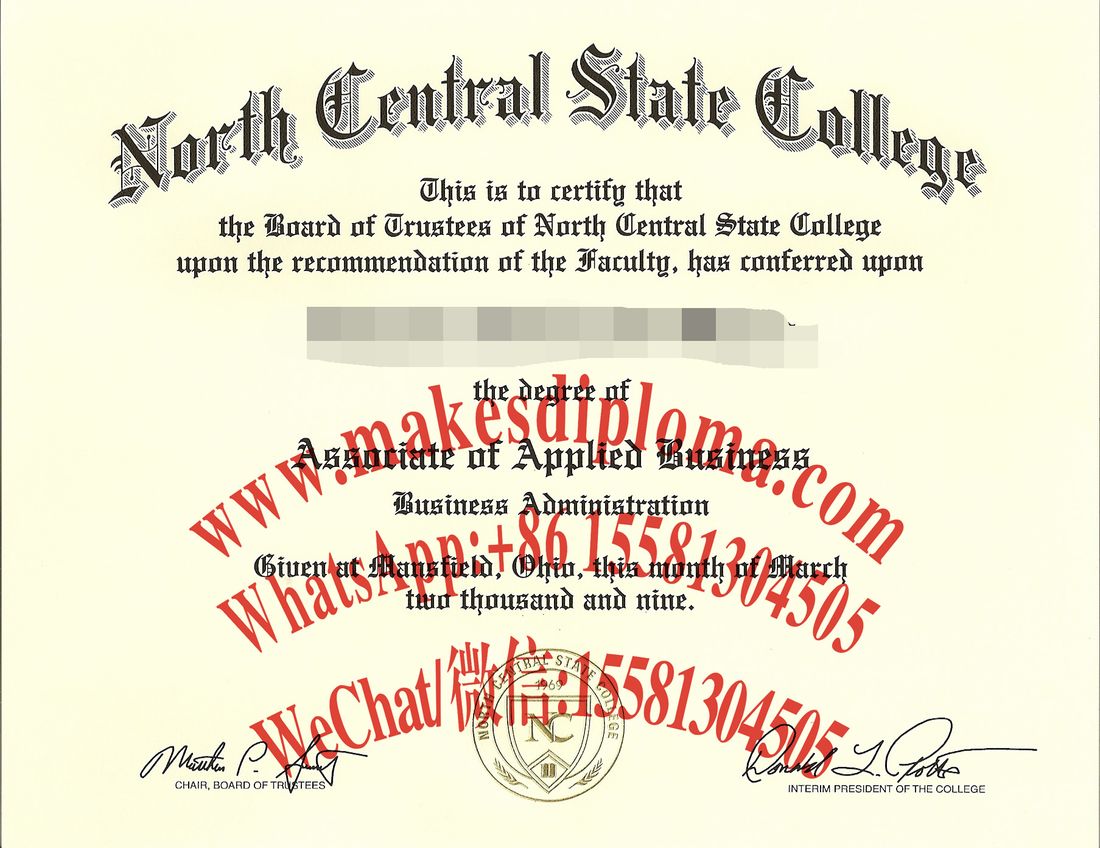 North Central State College
This is to certify that
the Board of Trustees of North Central State College
upon the recommendation of the Faculty, has conferred upon
the degree of
www.makesdiploma.com
Associate of Applied Business
Business Administration
WhatsApp:+86 15581304505
Given at Mansfield, Ohio, this month of March
two thousand and nine.
WeChat/微信:15581304505
NORTH CENTRAL STATE COLLEGE
1969
NC
CHAIR, BOARD OF TRUSTEES
Donald L.
INTERIM PRESIDENT OF THE COLLEGE